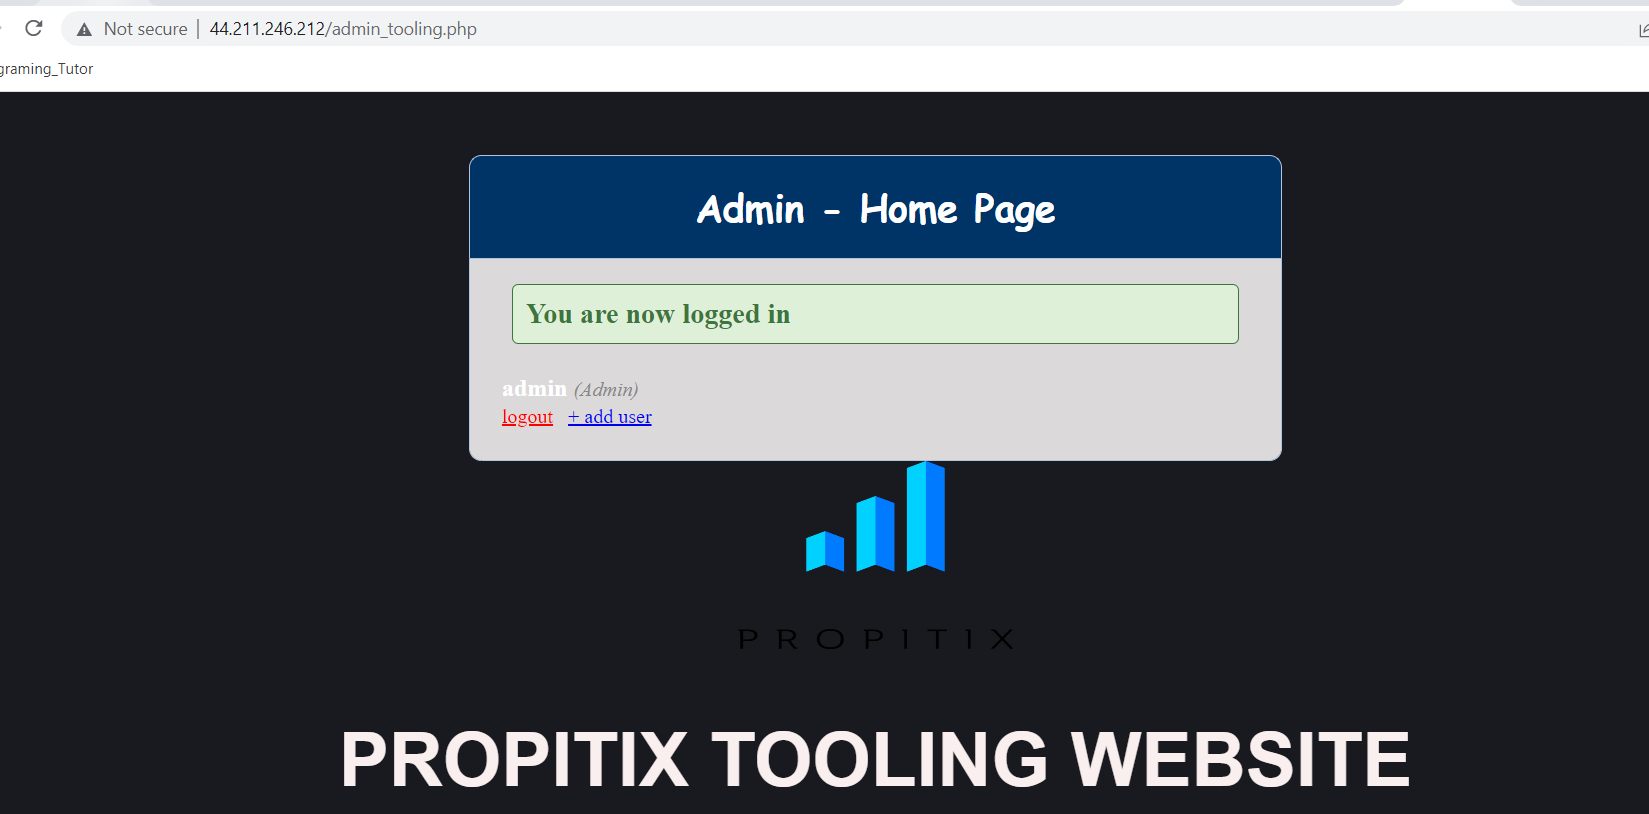 Not secure | 44.211.246.212/admin_tooling.php
graming_Tutor
Admin - Home Page
You are now logged in
admin (Admin)
logout + add user
PROPITIX
PROPITIX TOOLING WEBSITE